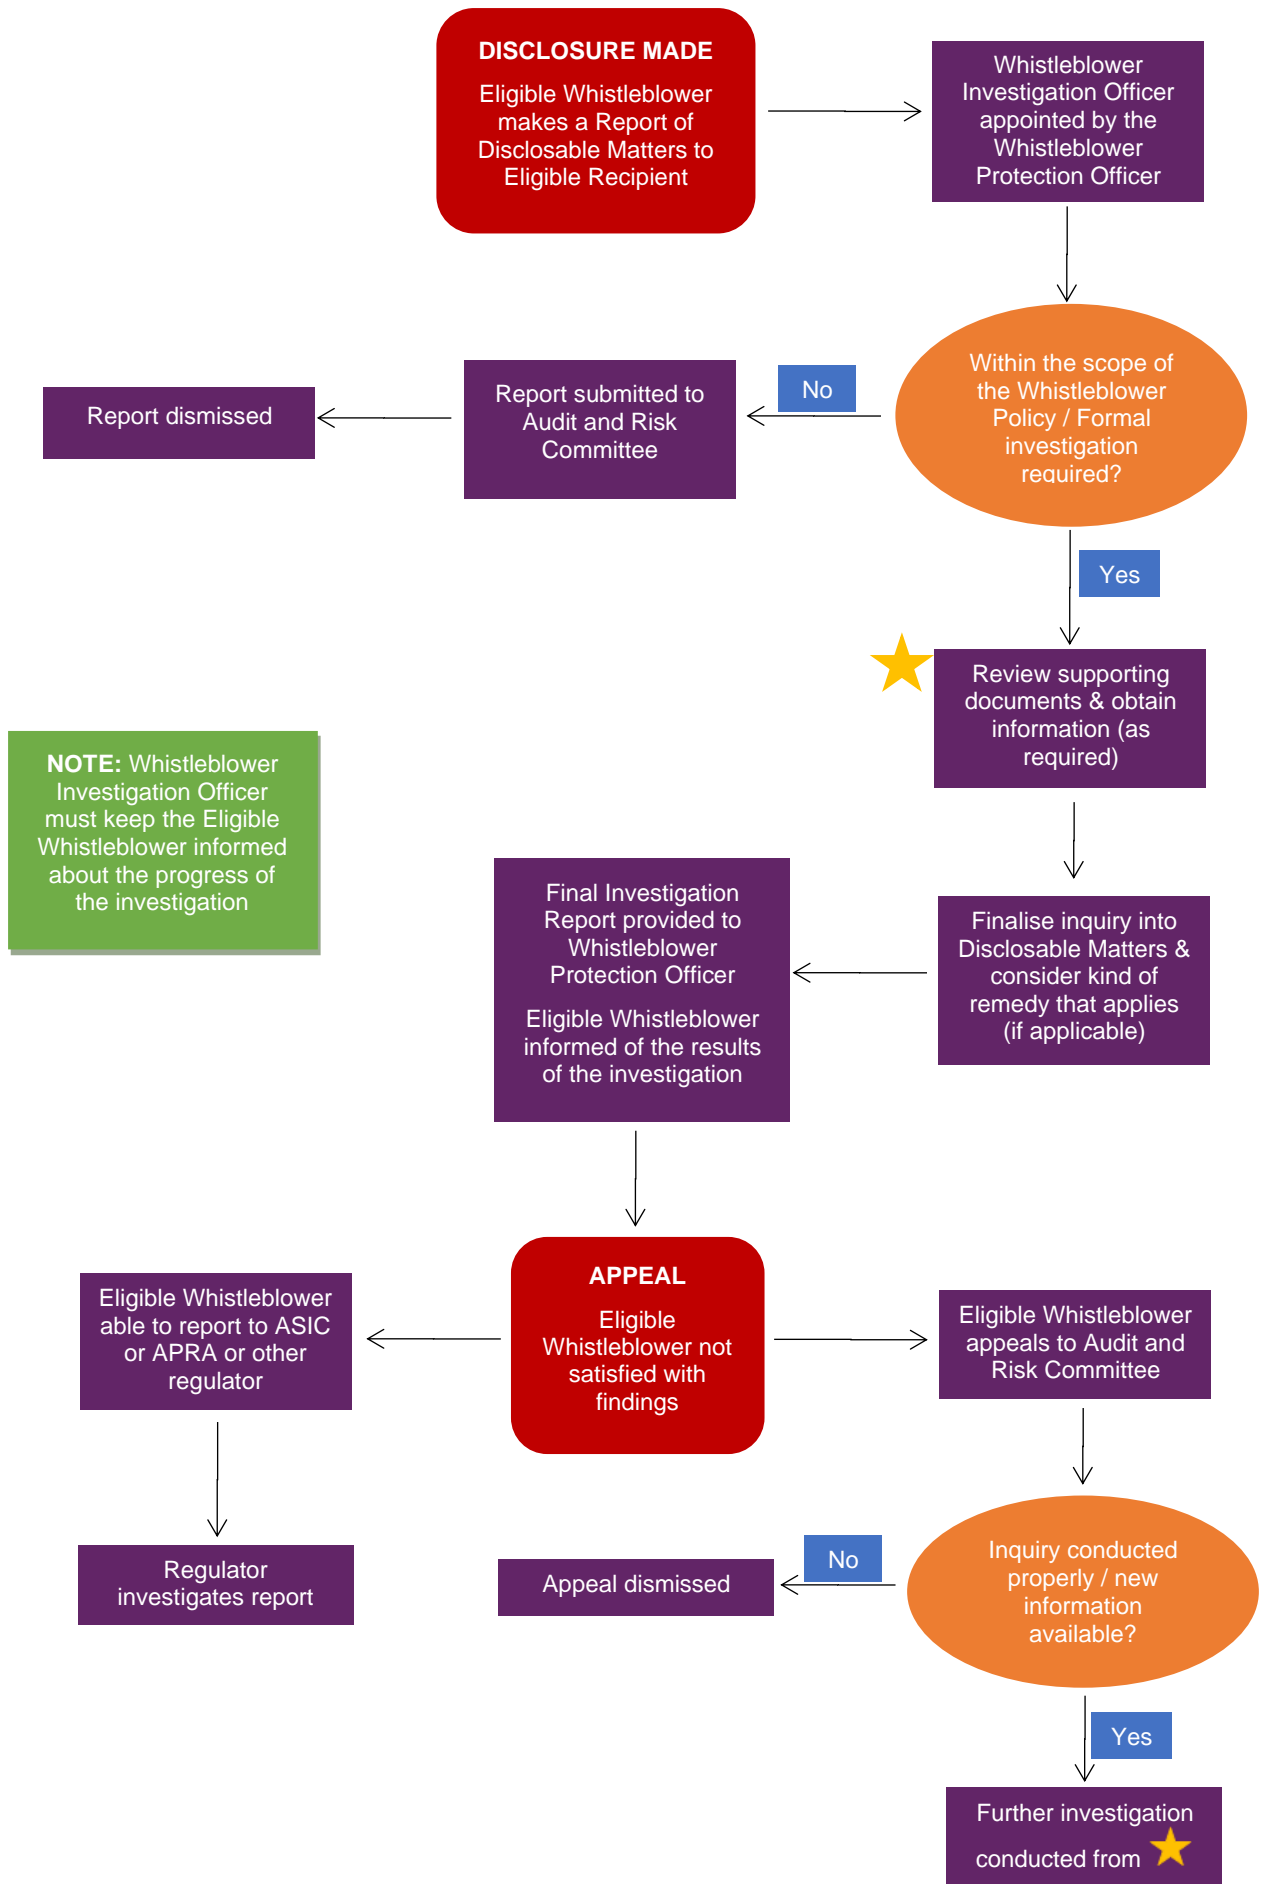 DISCLOSURE MADE
Eligible Whistleblower
makes a Report of
Disclosable Matters to
Eligible Recipient
Whistleblower
Investigation Officer
appointed by the
Whistleblower
Protection Officer
Within the scope of
the Whistleblower
Policy / Formal
investigation
required?
No
Report submitted to
Audit and Risk
Committee
Report dismissed
Yes
Review supporting
documents & obtain
information (as
required)
NOTE: Whistleblower
Investigation Officer
must keep the Eligible
Whistleblower informed
about the progress of
the investigation
Finalise inquiry into
Disclosable Matters &
consider kind of
remedy that applies
(if applicable)
Final Investigation
Report provided to
Whistleblower
Protection Officer
Eligible Whistleblower
informed of the results
of the investigation
APPEAL
Eligible
Whistleblower not
satisfied with
findings
Eligible Whistleblower
able to report to ASIC
or APRA or other
regulator
Regulator
investigates report
Eligible Whistleblower
appeals to Audit and
Risk Committee
Inquiry conducted
properly / new
information
available?
No
Appeal dismissed
Yes
Further investigation
conducted from